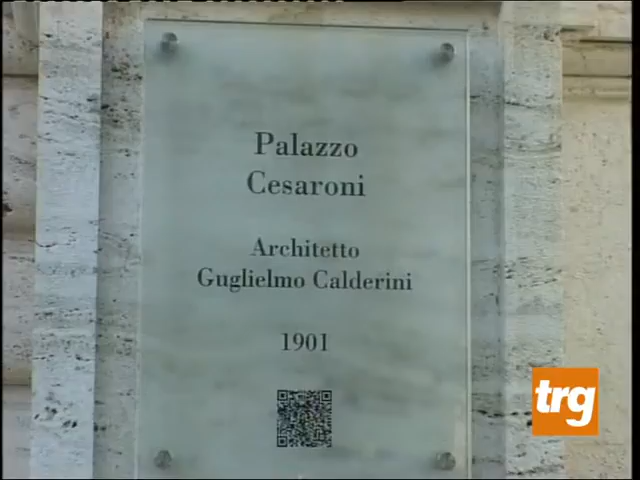 Palazzo
Cesaroni
Architetto
Guglielmo Calderini
1901
trg